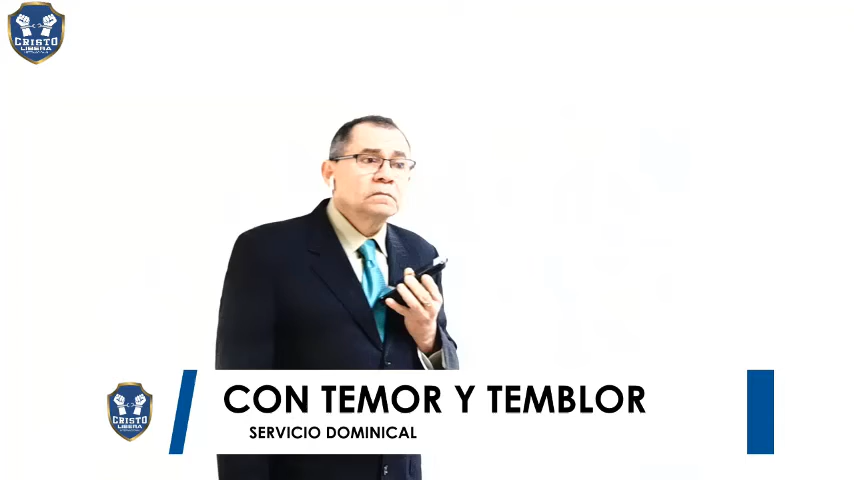 CRISTO
LIBERA
CON TEMOR Y TEMBLOR
SERVICIO DOMINICAL
CRISTO
LIBERA